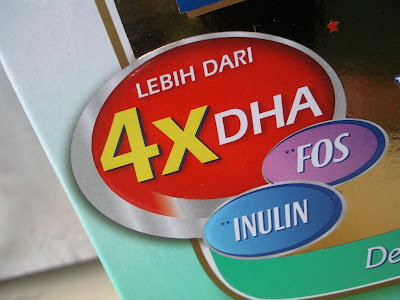 LEBIH DARI
4x DHA
**FOS
**INULIN
De